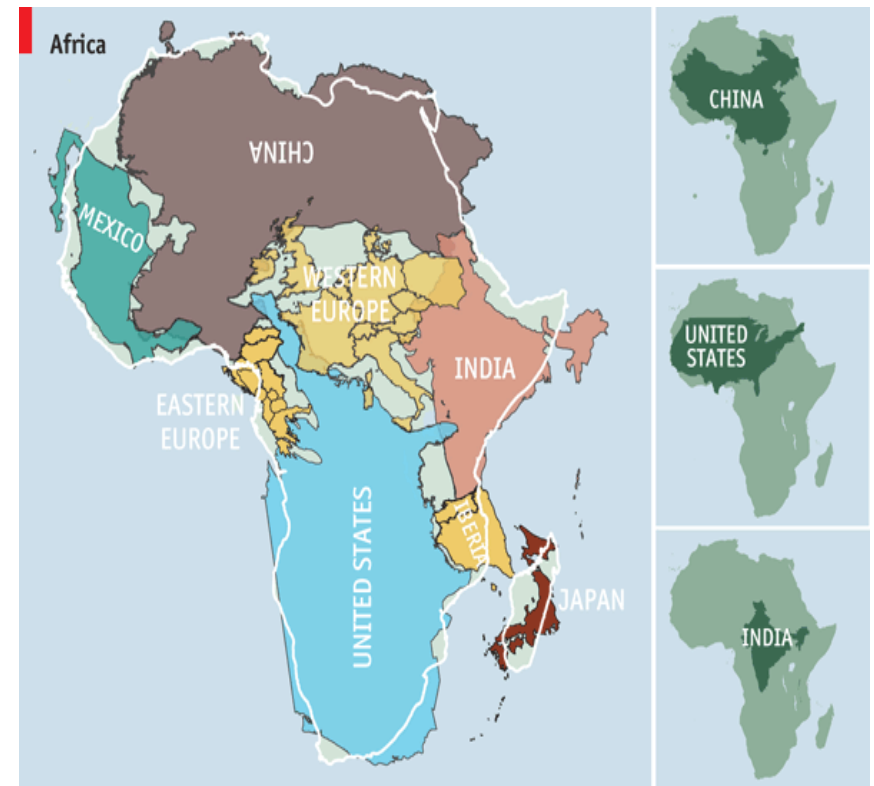 Africa
CHINA
MEXICO
WESTERN
EUROPE
INDIA
EASTERN
EUROPE
UNITED STATES
IBERIA
JAPAN
CHINA
UNITED
STATES
INDIA